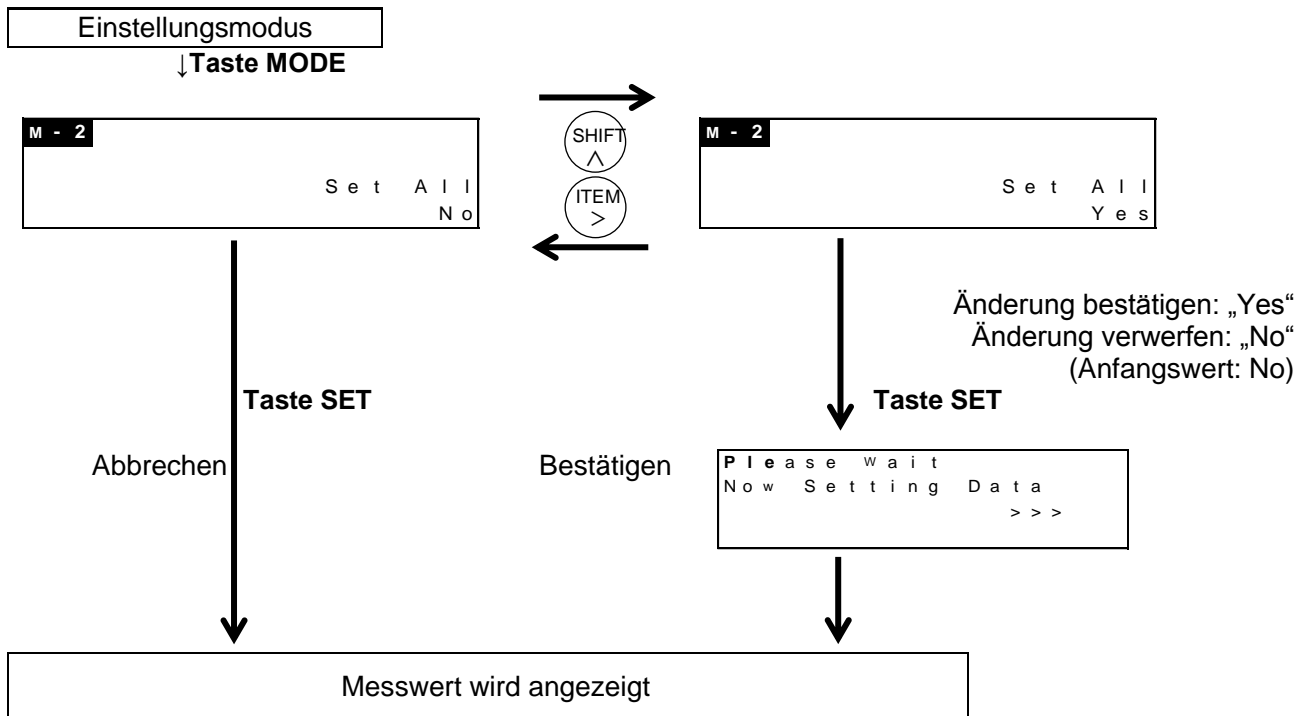 Einstellungsmodus
↓Taste MODE
M - 2
Set All
No
SHIFT
∧
ITEM
>
M - 2
Set All
Yes
Änderung bestätigen: „Yes“
Änderung verwerfen: „No“
(Anfangswert: No)
Taste SET
Taste SET
Abbrechen
Bestätigen
Please wait
Now Setting Data
>>>
Messwert wird angezeigt